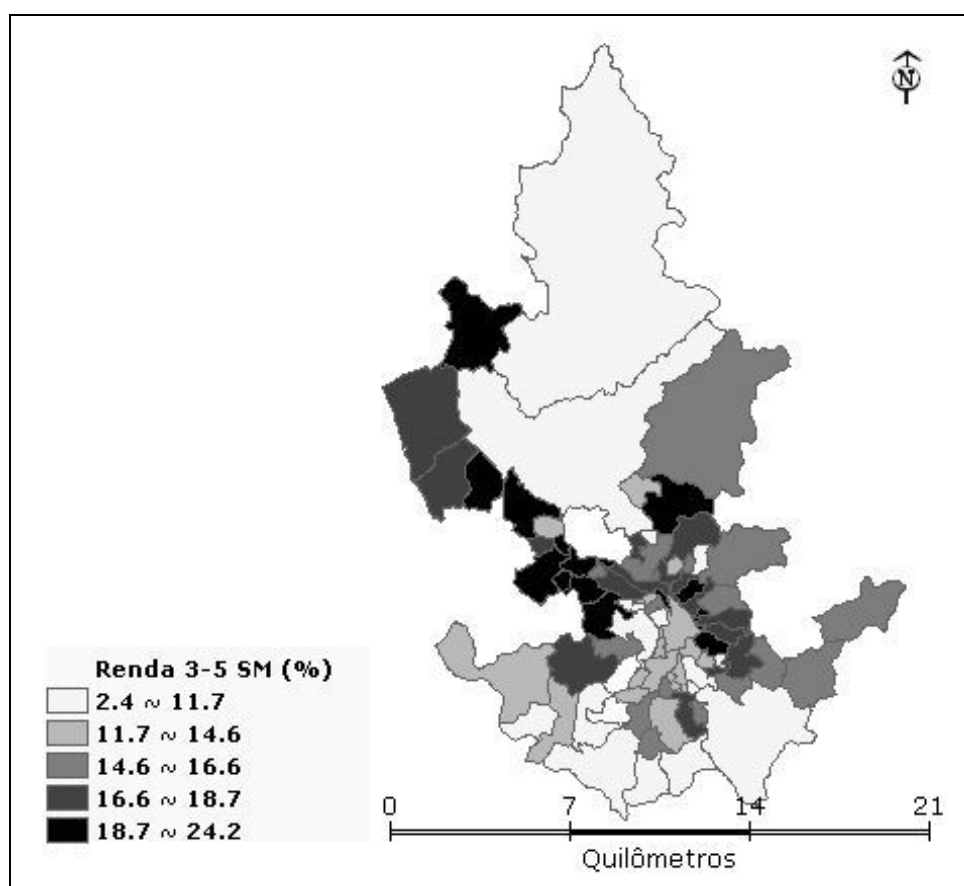 N
Renda 3-5 SM (%)
2.4 ~ 11.7
11.7 ~ 14.6
14.6 ~ 16.6
16.6 ~ 18.7
18.7 ~ 24.2
0 7 14 21
Quilômetros